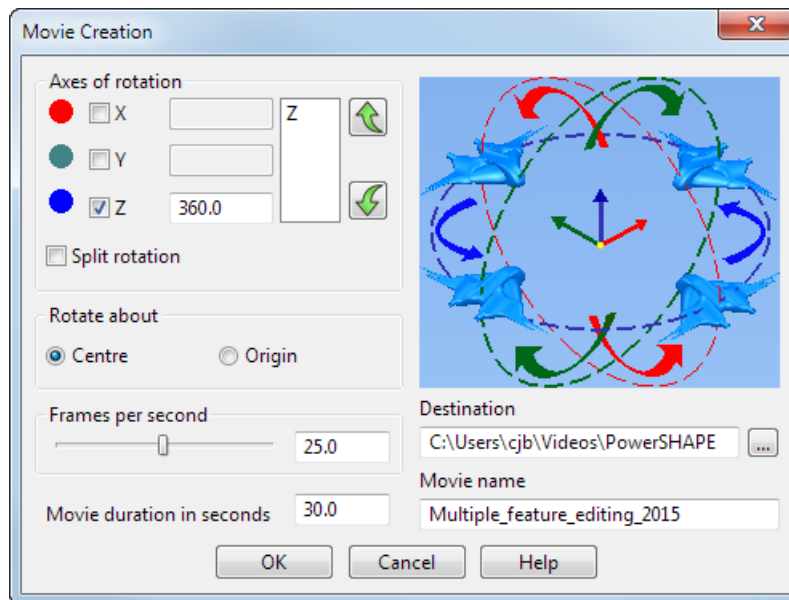 Movie Creation
Axes of rotation
X
Z
Y
Z 360.0
Split rotation
Rotate about
Centre Origin
Frames per second
25.0
Movie duration in seconds 30.0
Destination
C:\Users\cjb\Videos\PowerSHAPE ...
Movie name
Multiple_feature_editing_2015
OK Cancel Help